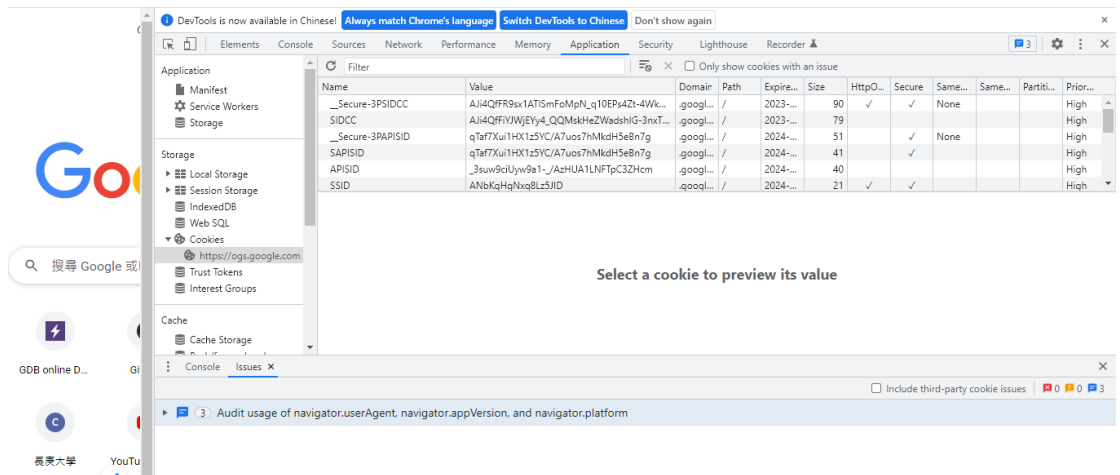 DevTools is now available in Chinese! Always match Chrome's language Switch DevTools to Chinese Don't show again
Elements Console Sources Network Performance Memory Application Security Lighthouse Recorder 3
Application
Manifest
Service Workers
Storage
Storage
Local Storage
Session Storage
IndexedDB
Web SQL
Cookies
https://ogs.google.com
Trust Tokens
Interest Groups
Cache
Cache Storage
Filter Only show cookies with an issue
Name Value Domain Path Expire... Size HttpO... Secure Same... Same... Partiti... Prior...
__Secure-3PSIDCC AJi4QfFR9sx1ATISmFoMpN_q10EPs4Zt-4Wk... .googl... / 2023-... 90 ✓ ✓ None High
SIDCC AJi4QfFiYJWjEYy4_QQMskHeZWadshIG-3nxT... .googl... / 2023-... 79 High
__Secure-3PAPISID qTaf7Xui1HX1z5YC/A7uos7hMkdH5eBn7g .googl... / 2024-... 51 ✓ None High
SAPISID qTaf7Xui1HX1z5YC/A7uos7hMkdH5eBn7g .googl... / 2024-... 41 ✓ High
APISID _3suw9ciUyw9a1-_/AzHUA1LNFTpC3ZHcm .googl... / 2024-... 40 High
SSID ANbKqHqNxq8Lz5JID .googl... / 2024-... 21 ✓ ✓ High
Select a cookie to preview its value
Console Issues
Include third-party cookie issues 0 0 3
3 Audit usage of navigator.userAgent, navigator.appVersion, and navigator.platform
Goo
搜尋 Google 或
GDB online D... Gi
C
長庚大學 YouTu